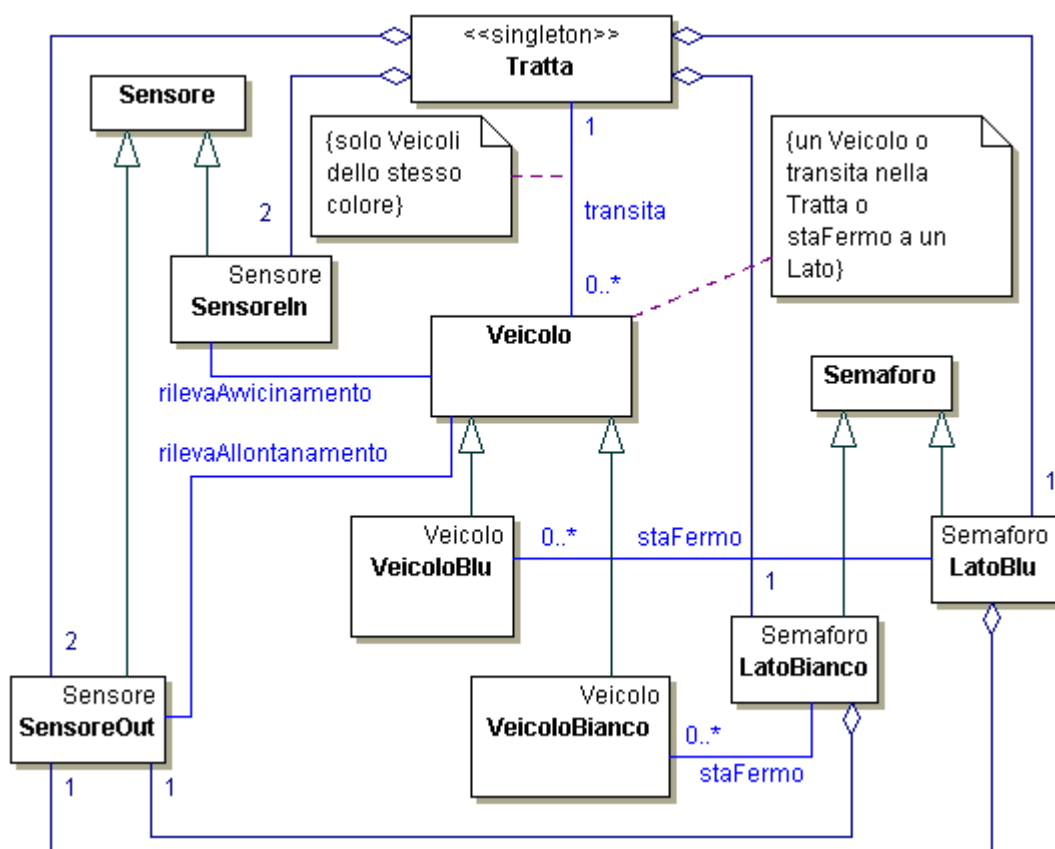 <<singleton>>
Tratta
Sensore
1
{solo Veicoli
dello stesso
colore}
{un Veicolo o
transita nella
Tratta o
staFermo a un
Lato}
2
transita
Sensore
SensoreIn
0..*
Veicolo
Semaforo
rilevaAvvicinamento
rilevaAllontanamento
1
Veicolo
VeicoloBlu
0..*
staFermo
Semaforo
LatoBlu
1
2
Semaforo
LatoBianco
Sensore
SensoreOut
Veicolo
VeicoloBianco
0..*
staFermo
1
1